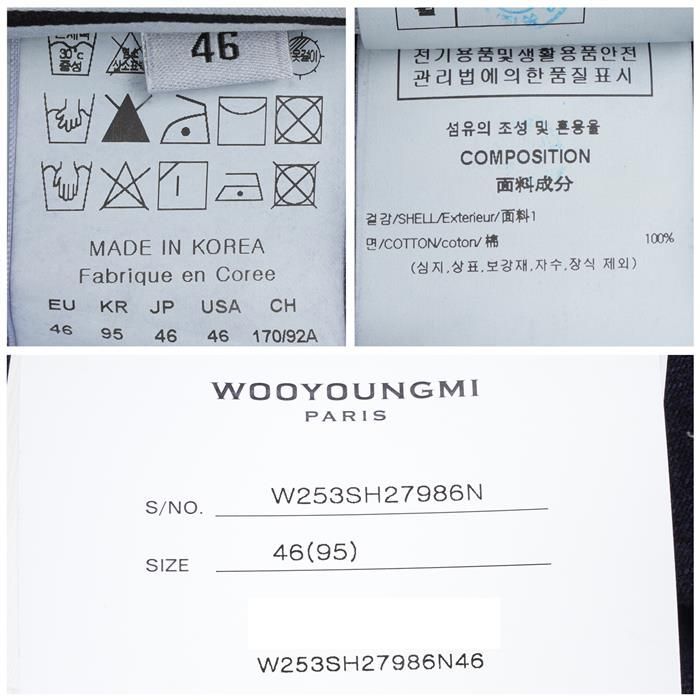 46
30℃
중성
옷걸이
MADE IN KOREA
Fabrique en Coree
EU KR JP USA CH
46 95 46 46 170/92A
전기용품및생활용품안전
관리법에의한품질표시
섬유의 조성 및 혼용율
COMPOSITION
面料成分
겉감/SHELL/Exterieur/面料1
면/COTTON/coton/棉 100%
(심지,상표,보강재,자수,장식 제외)
WOOYOUNGMI
PARIS
S/NO. W253SH27986N
SIZE 46(95)
W253SH27986N46